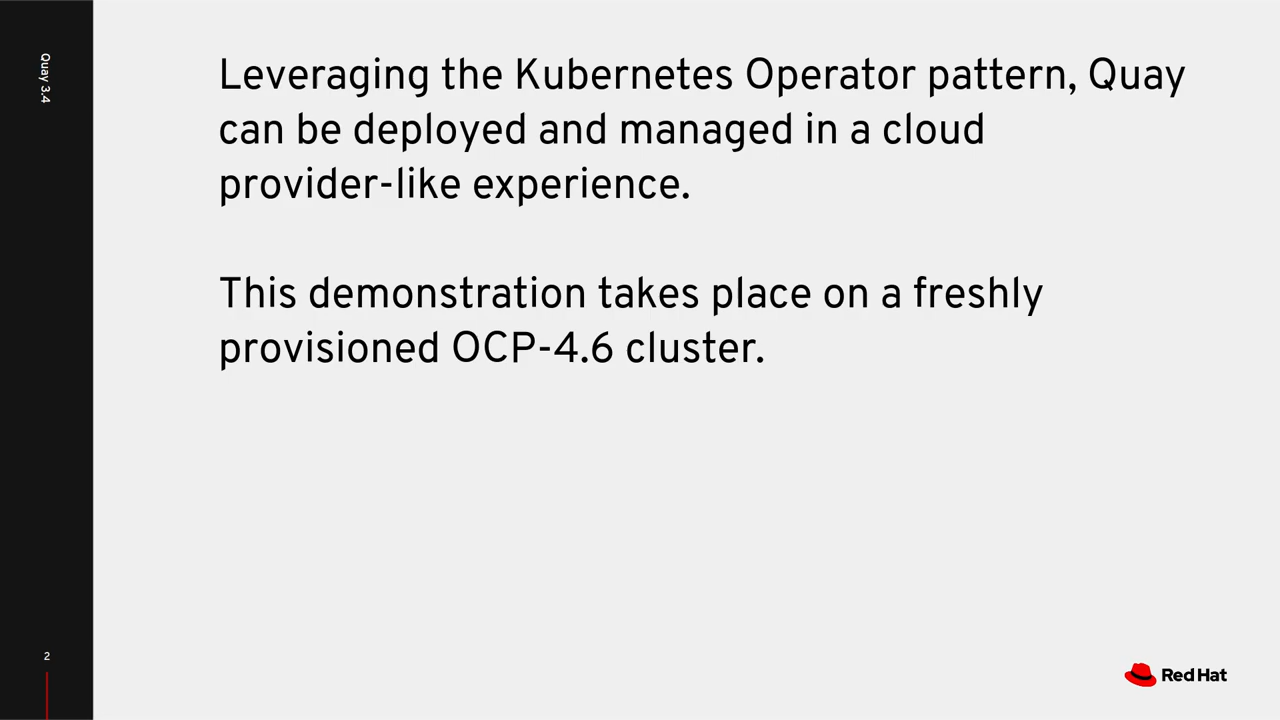 Quay 3.4
Leveraging the Kubernetes Operator pattern, Quay
can be deployed and managed in a cloud
provider-like experience.
This demonstration takes place on a freshly
provisioned OCP-4.6 cluster.
2
Red Hat